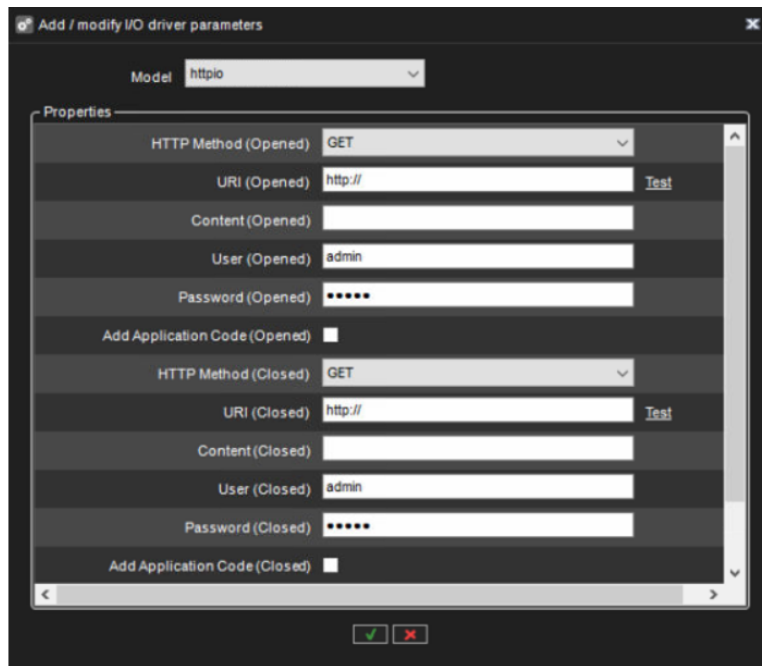 Add / modify I/O driver parameters
Model httpio
Properties
HTTP Method (Opened) GET
URI (Opened) http:// Test
Content (Opened)
User (Opened) admin
Password (Opened) •••••
Add Application Code (Opened)
HTTP Method (Closed) GET
URI (Closed) http:// Test
Content (Closed)
User (Closed) admin
Password (Closed) •••••
Add Application Code (Closed)